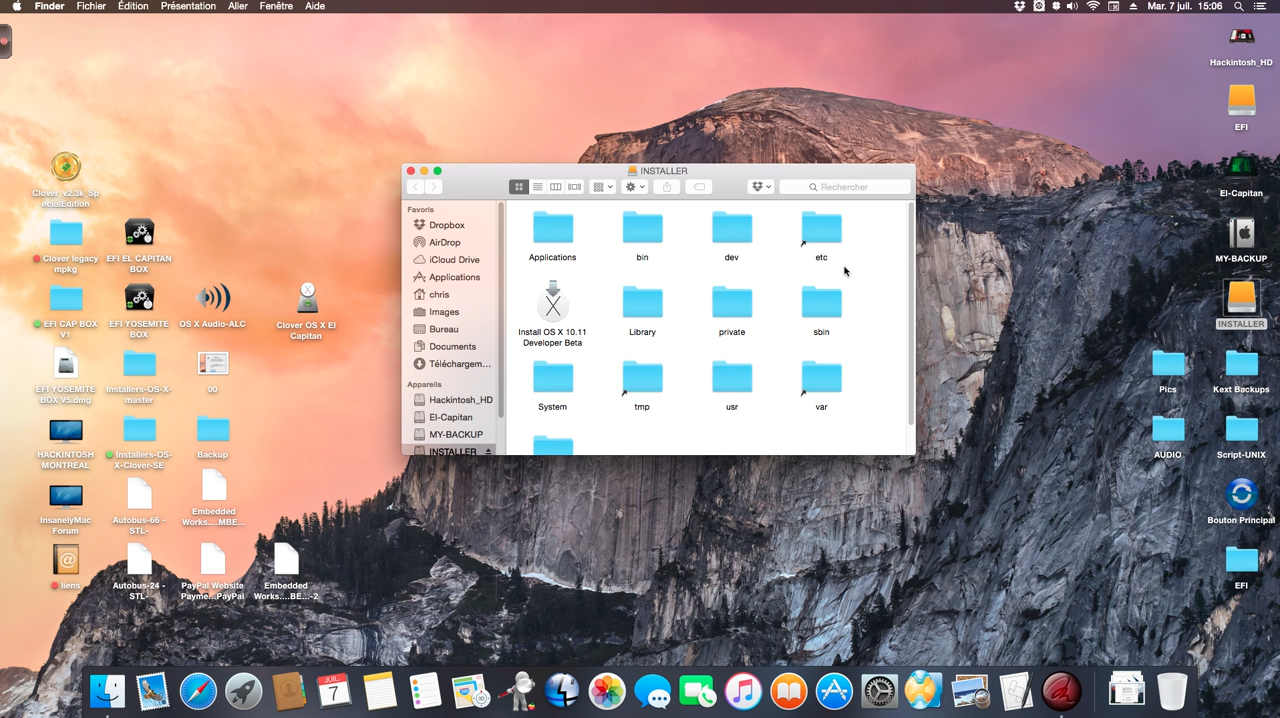 Finder Fichier Édition Présentation Aller Fenêtre Aide
Mar. 7 juil. 15:06
INSTALLER
Rechercher
Favoris
Dropbox
AirDrop
iCloud Drive
Applications
chris
Images
Bureau
Documents
Téléchargem...
Appareils
Hackintosh_HD
El-Capitan
MY-BACKUP
INSTALLER
Applications
bin
dev
etc
Install OS X 10.11
Developer Beta
Library
private
sbin
System
tmp
usr
var
Clover_v2.3k_Sp
ecialEdition
Clover legacy
mpkg
EFI EL CAPITAN
BOX
EFI CAP BOX
V1
EFI YOSEMITE
BOX
OS X Audio-ALC
Clover OS X El
Capitan
EFI YOSEMITE
BOX V5.dmg
Installers-OS-X-
master
00
HACKINTOSH
MONTREAL
Installers-OS-
X-Clover-SE
Backup
InsanelyMac
Forum
Autobus-66 -
STL-
Embedded
Works....MBE...
liens
Autobus-24 -
STL-
PayPal Website
Payme...PayPal
Embedded
Works....BE...-2
Hackintosh_HD
EFI
El-Capitan
MY-BACKUP
INSTALLER
Pics
Kext Backups
AUDIO
Script-UNIX
Bouton Principal
EFI
JUIL.
7